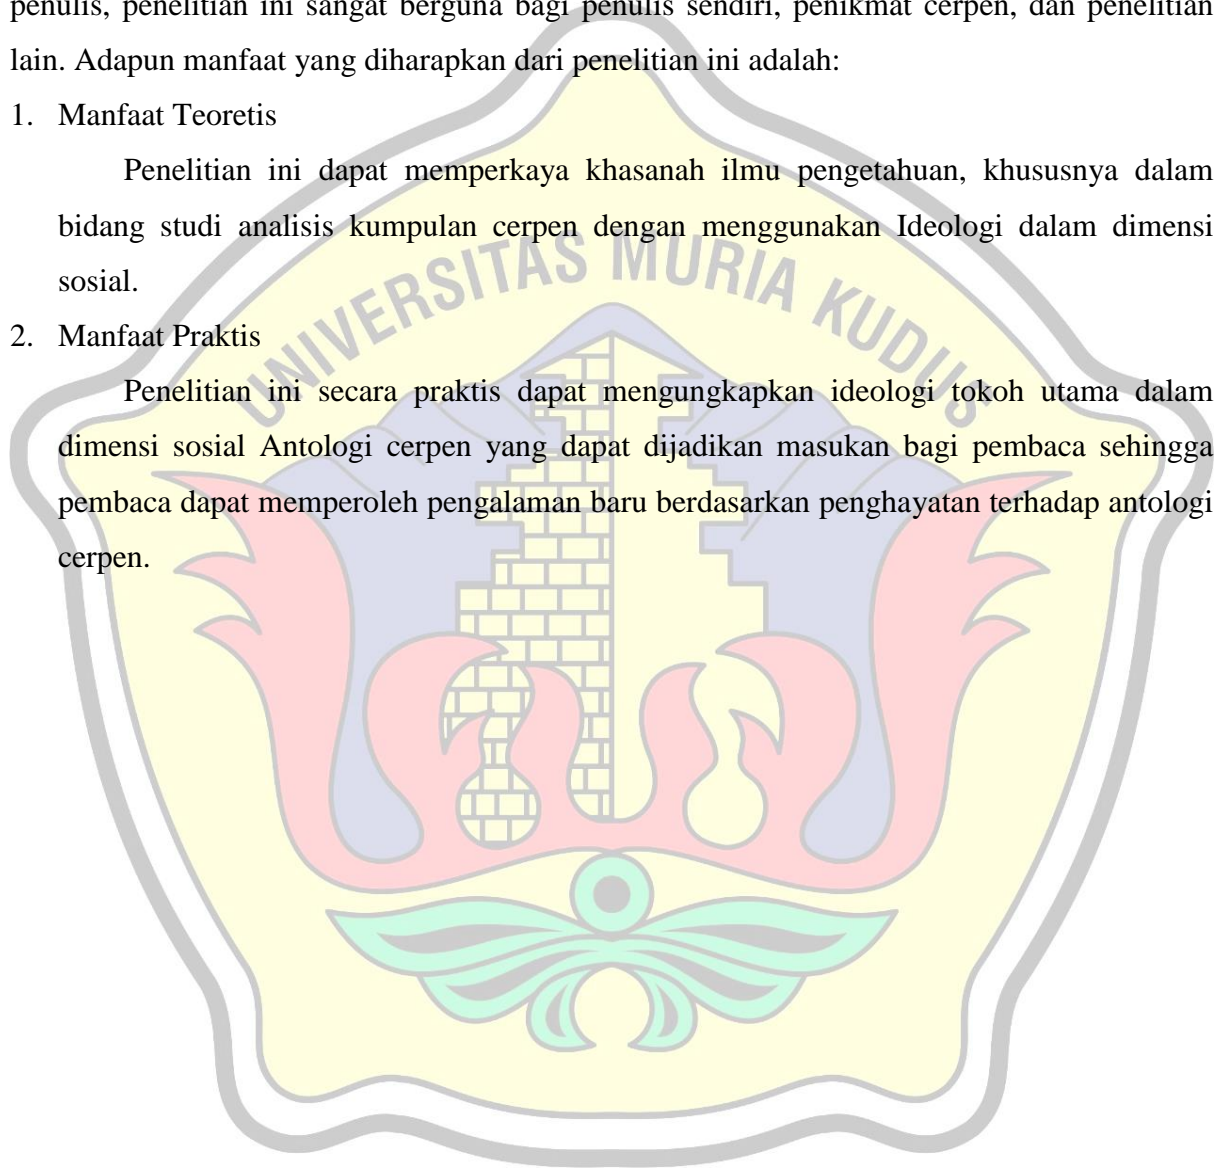 penulis, penelitian ini sangat berguna bagi penulis sendiri, penikmat cerpen, dan penelitian
lain. Adapun manfaat yang diharapkan dari penelitian ini adalah:
1. Manfaat Teoretis
Penelitian ini dapat memperkaya khasanah ilmu pengetahuan, khususnya dalam
bidang studi analisis kumpulan cerpen dengan menggunakan Ideologi dalam dimensi
sosial.
2. Manfaat Praktis
Penelitian ini secara praktis dapat mengungkapkan ideologi tokoh utama dalam
dimensi sosial Antologi cerpen yang dapat dijadikan masukan bagi pembaca sehingga
pembaca dapat memperoleh pengalaman baru berdasarkan penghayatan terhadap antologi
cerpen.
UNIVERSITAS MURIA KUDUS